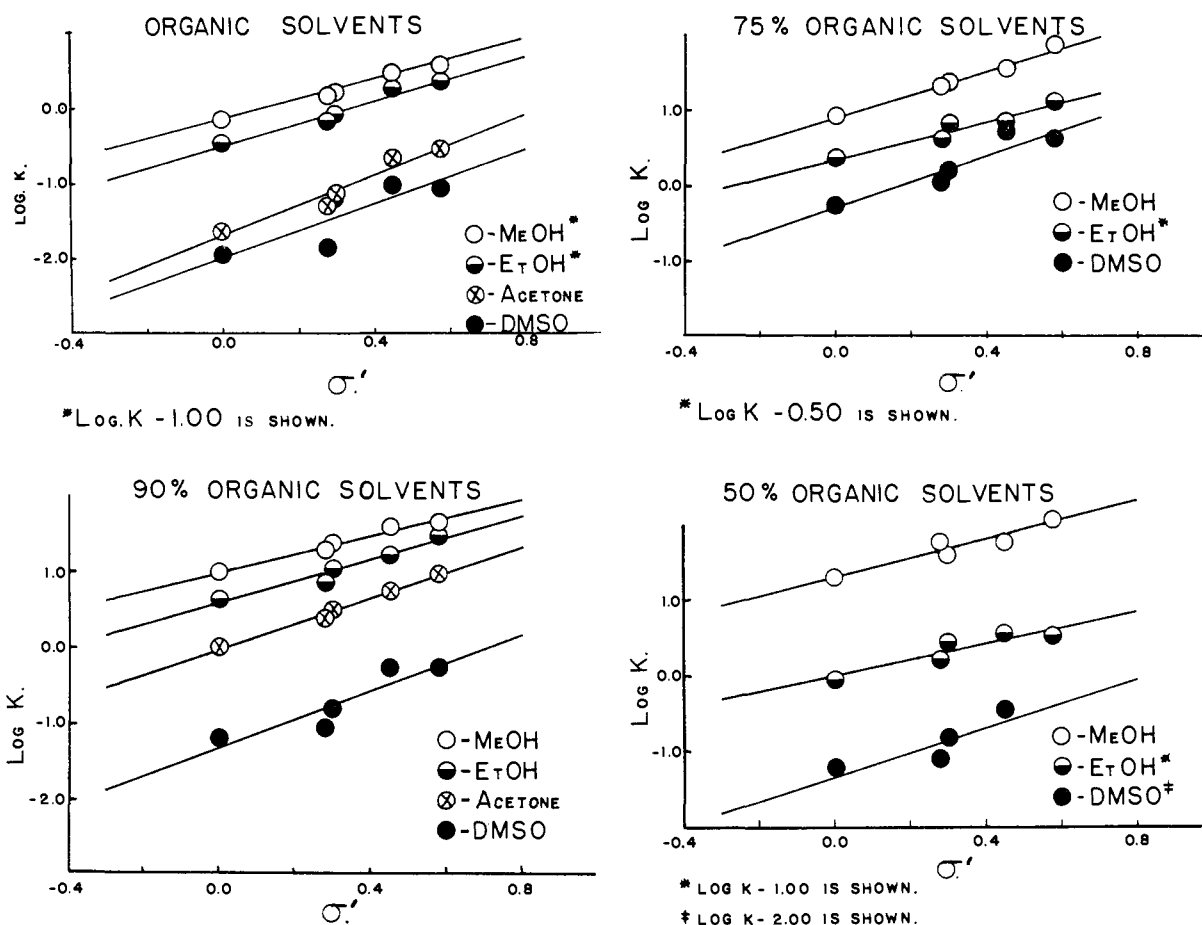 ORGANIC SOLVENTS
LOG K.
0.0
-1.0
-2.0
-0.4
0.0
0.4
0.8
σ.'
○-MEOH*
◒-ETOH*
⊗-ACETONE
●-DMSO
*LOG.K -1.00 IS SHOWN.
75% ORGANIC SOLVENTS
LOG K.
1.0
0.0
-1.0
-0.4
0.0
0.4
0.8
σ.'
○-MEOH
◒-ETOH*
●-DMSO
*LOG K -0.50 IS SHOWN.
90% ORGANIC SOLVENTS
LOG K.
1.0
0.0
-1.0
-2.0
-0.4
0.0
0.4
0.8
σ.'
○-MEOH
◒-ETOH
⊗-ACETONE
●-DMSO
50% ORGANIC SOLVENTS
LOG K.
1.0
0.0
-1.0
-0.4
0.0
0.4
0.8
σ.'
○-MEOH
◒-ETOH*
●-DMSO‡
*LOG K-1.00 IS SHOWN.
‡LOG K-2.00 IS SHOWN.